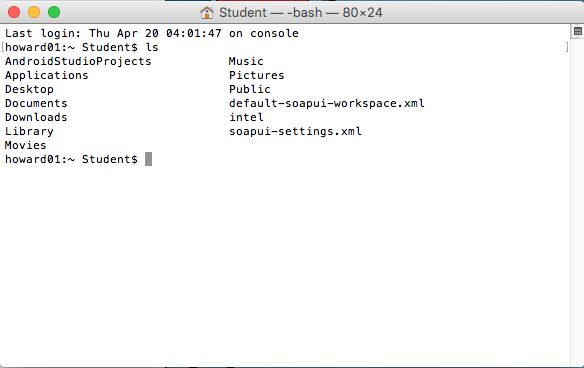 Student — -bash — 80×24
Last login: Thu Apr 20 04:01:47 on console
[howard01:~ Student$ ls ]
AndroidStudioProjects Music
Applications Pictures
Desktop Public
Documents default-soapui-workspace.xml
Downloads intel
Library soapui-settings.xml
Movies
howard01:~ Student$